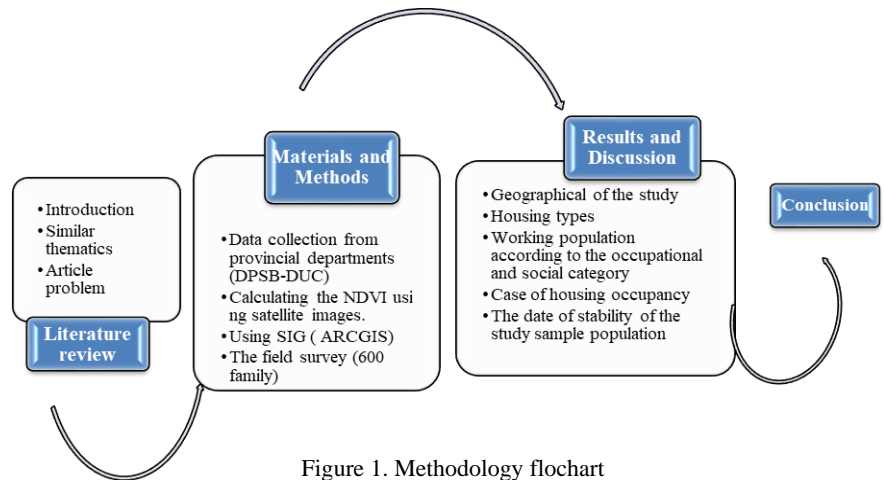 • Introduction
• Similar
thematics
• Article
problem
Literature
review
Materials and
Methods
• Data collection from
provincial departments
(DPSB-DUC)
• Calculating the NDVI usi
ng satellite images.
• Using SIG ( ARCGIS)
• The field survey (600
family)
Results and
Discussion
• Geographical of the study
• Housing types
• Working population
according to the occupational
and social category
• Case of housing occupancy
• The date of stability of the
study sample population
Conclusion
Figure 1. Methodology flochart